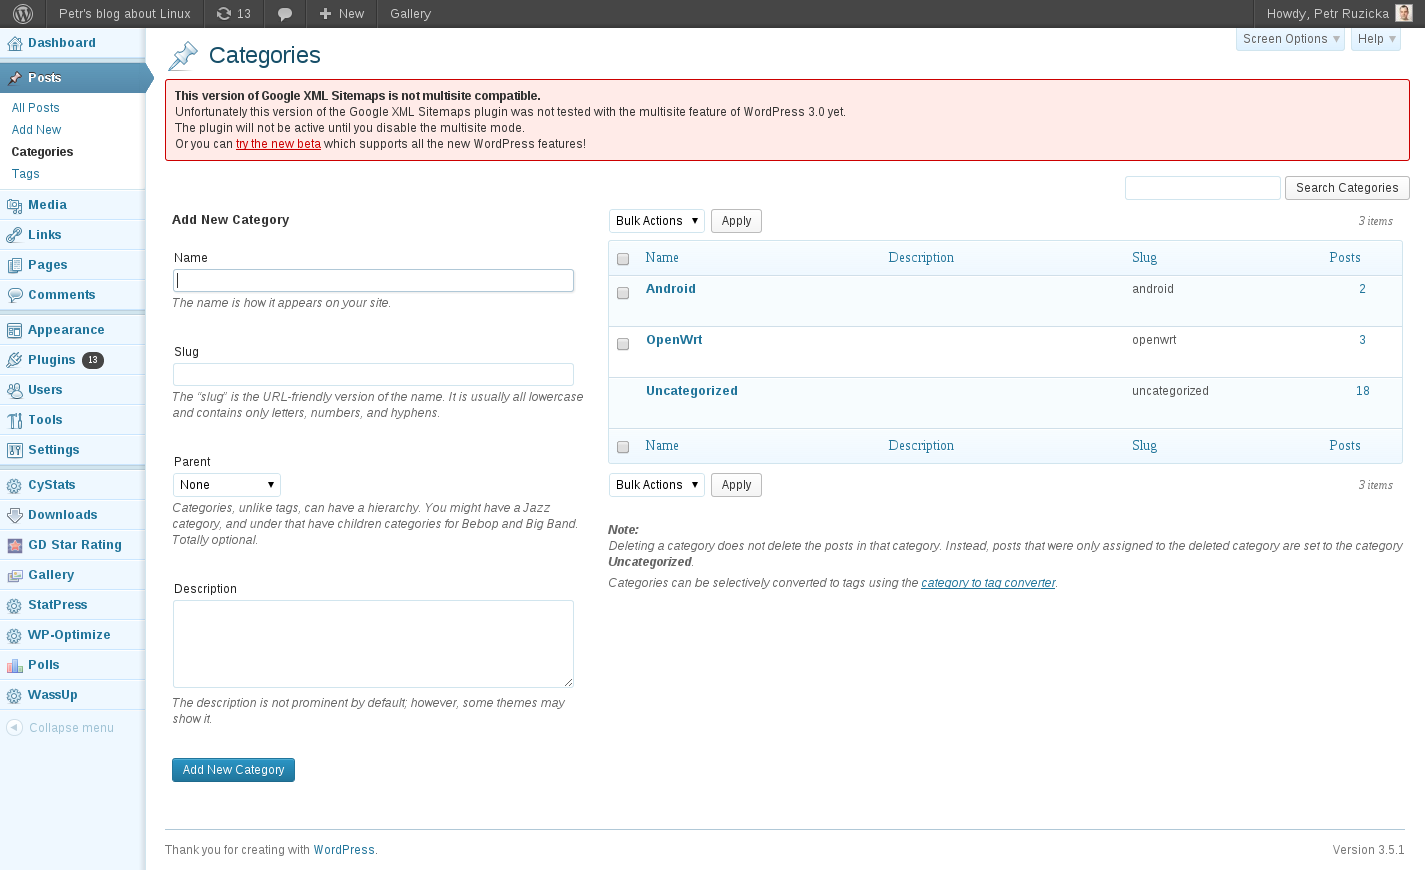 Petr's blog about Linux
13
New
Gallery
Howdy, Petr Ruzicka
Dashboard
Posts
All Posts
Add New
Categories
Tags
Media
Links
Pages
Comments
Appearance
Plugins 13
Users
Tools
Settings
CyStats
Downloads
GD Star Rating
Gallery
StatPress
WP-Optimize
Polls
WassUp
Collapse menu
Categories
Screen Options
Help
This version of Google XML Sitemaps is not multisite compatible.
Unfortunately this version of the Google XML Sitemaps plugin was not tested with the multisite feature of WordPress 3.0 yet.
The plugin will not be active until you disable the multisite mode.
Or you can try the new beta which supports all the new WordPress features!
Search Categories
Add New Category
Name
The name is how it appears on your site.
Slug
The “slug” is the URL-friendly version of the name. It is usually all lowercase
and contains only letters, numbers, and hyphens.
Parent
None
Categories, unlike tags, can have a hierarchy. You might have a Jazz
category, and under that have children categories for Bebop and Big Band.
Totally optional.
Description
The description is not prominent by default; however, some themes may
show it.
Add New Category
Bulk Actions
Apply
3 items
Name Description Slug Posts
Android android 2
OpenWrt openwrt 3
Uncategorized uncategorized 18
Name Description Slug Posts
Bulk Actions
Apply
3 items
Note:
Deleting a category does not delete the posts in that category. Instead, posts that were only assigned to the deleted category are set to the category
Uncategorized.
Categories can be selectively converted to tags using the category to tag converter.
Thank you for creating with WordPress.
Version 3.5.1